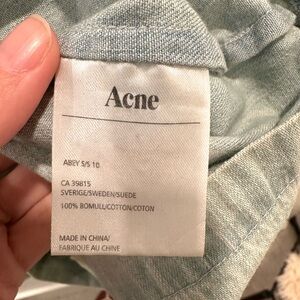 Acne
ABEY S/S 10
CA 39815
SVERIGE/SWEDEN/SUEDE
100% BOMULL/COTTON/COTON
MADE IN CHINA/
FABRIQUE AU CHINE